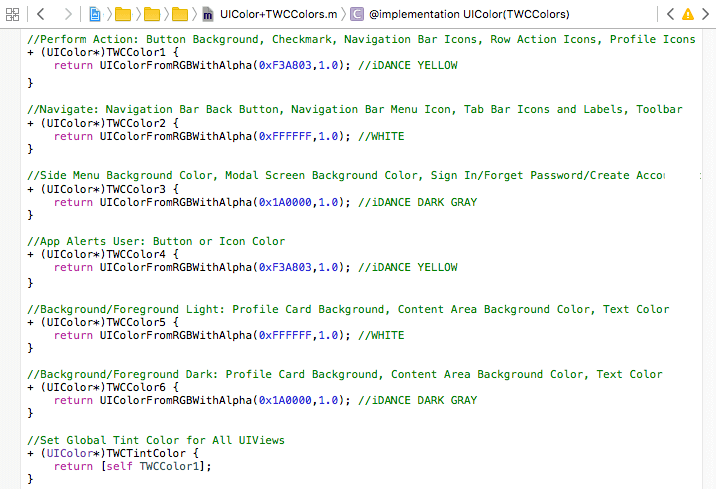 UIColor+TWCColors.m
@implementation UIColor(TWCColors)
//Perform Action: Button Background, Checkmark, Navigation Bar Icons, Row Action Icons, Profile Icons
+ (UIColor*)TWCColor1 {
    return UIColorFromRGBWithAlpha(0xF3A803,1.0); //iDANCE YELLOW
}
//Navigate: Navigation Bar Back Button, Navigation Bar Menu Icon, Tab Bar Icons and Labels, Toolbar
+ (UIColor*)TWCColor2 {
    return UIColorFromRGBWithAlpha(0xFFFFFF,1.0); //WHITE
}
//Side Menu Background Color, Modal Screen Background Color, Sign In/Forget Password/Create Accou
+ (UIColor*)TWCColor3 {
    return UIColorFromRGBWithAlpha(0x1A0000,1.0); //iDANCE DARK GRAY
}
//App Alerts User: Button or Icon Color
+ (UIColor*)TWCColor4 {
    return UIColorFromRGBWithAlpha(0xF3A803,1.0); //iDANCE YELLOW
}
//Background/Foreground Light: Profile Card Background, Content Area Background Color, Text Color
+ (UIColor*)TWCColor5 {
    return UIColorFromRGBWithAlpha(0xFFFFFF,1.0); //WHITE
}
//Background/Foreground Dark: Profile Card Background, Content Area Background Color, Text Color
+ (UIColor*)TWCColor6 {
    return UIColorFromRGBWithAlpha(0x1A0000,1.0); //iDANCE DARK GRAY
}
//Set Global Tint Color for All UIViews
+ (UIColor*)TWCTintColor {
    return [self TWCColor1];
}